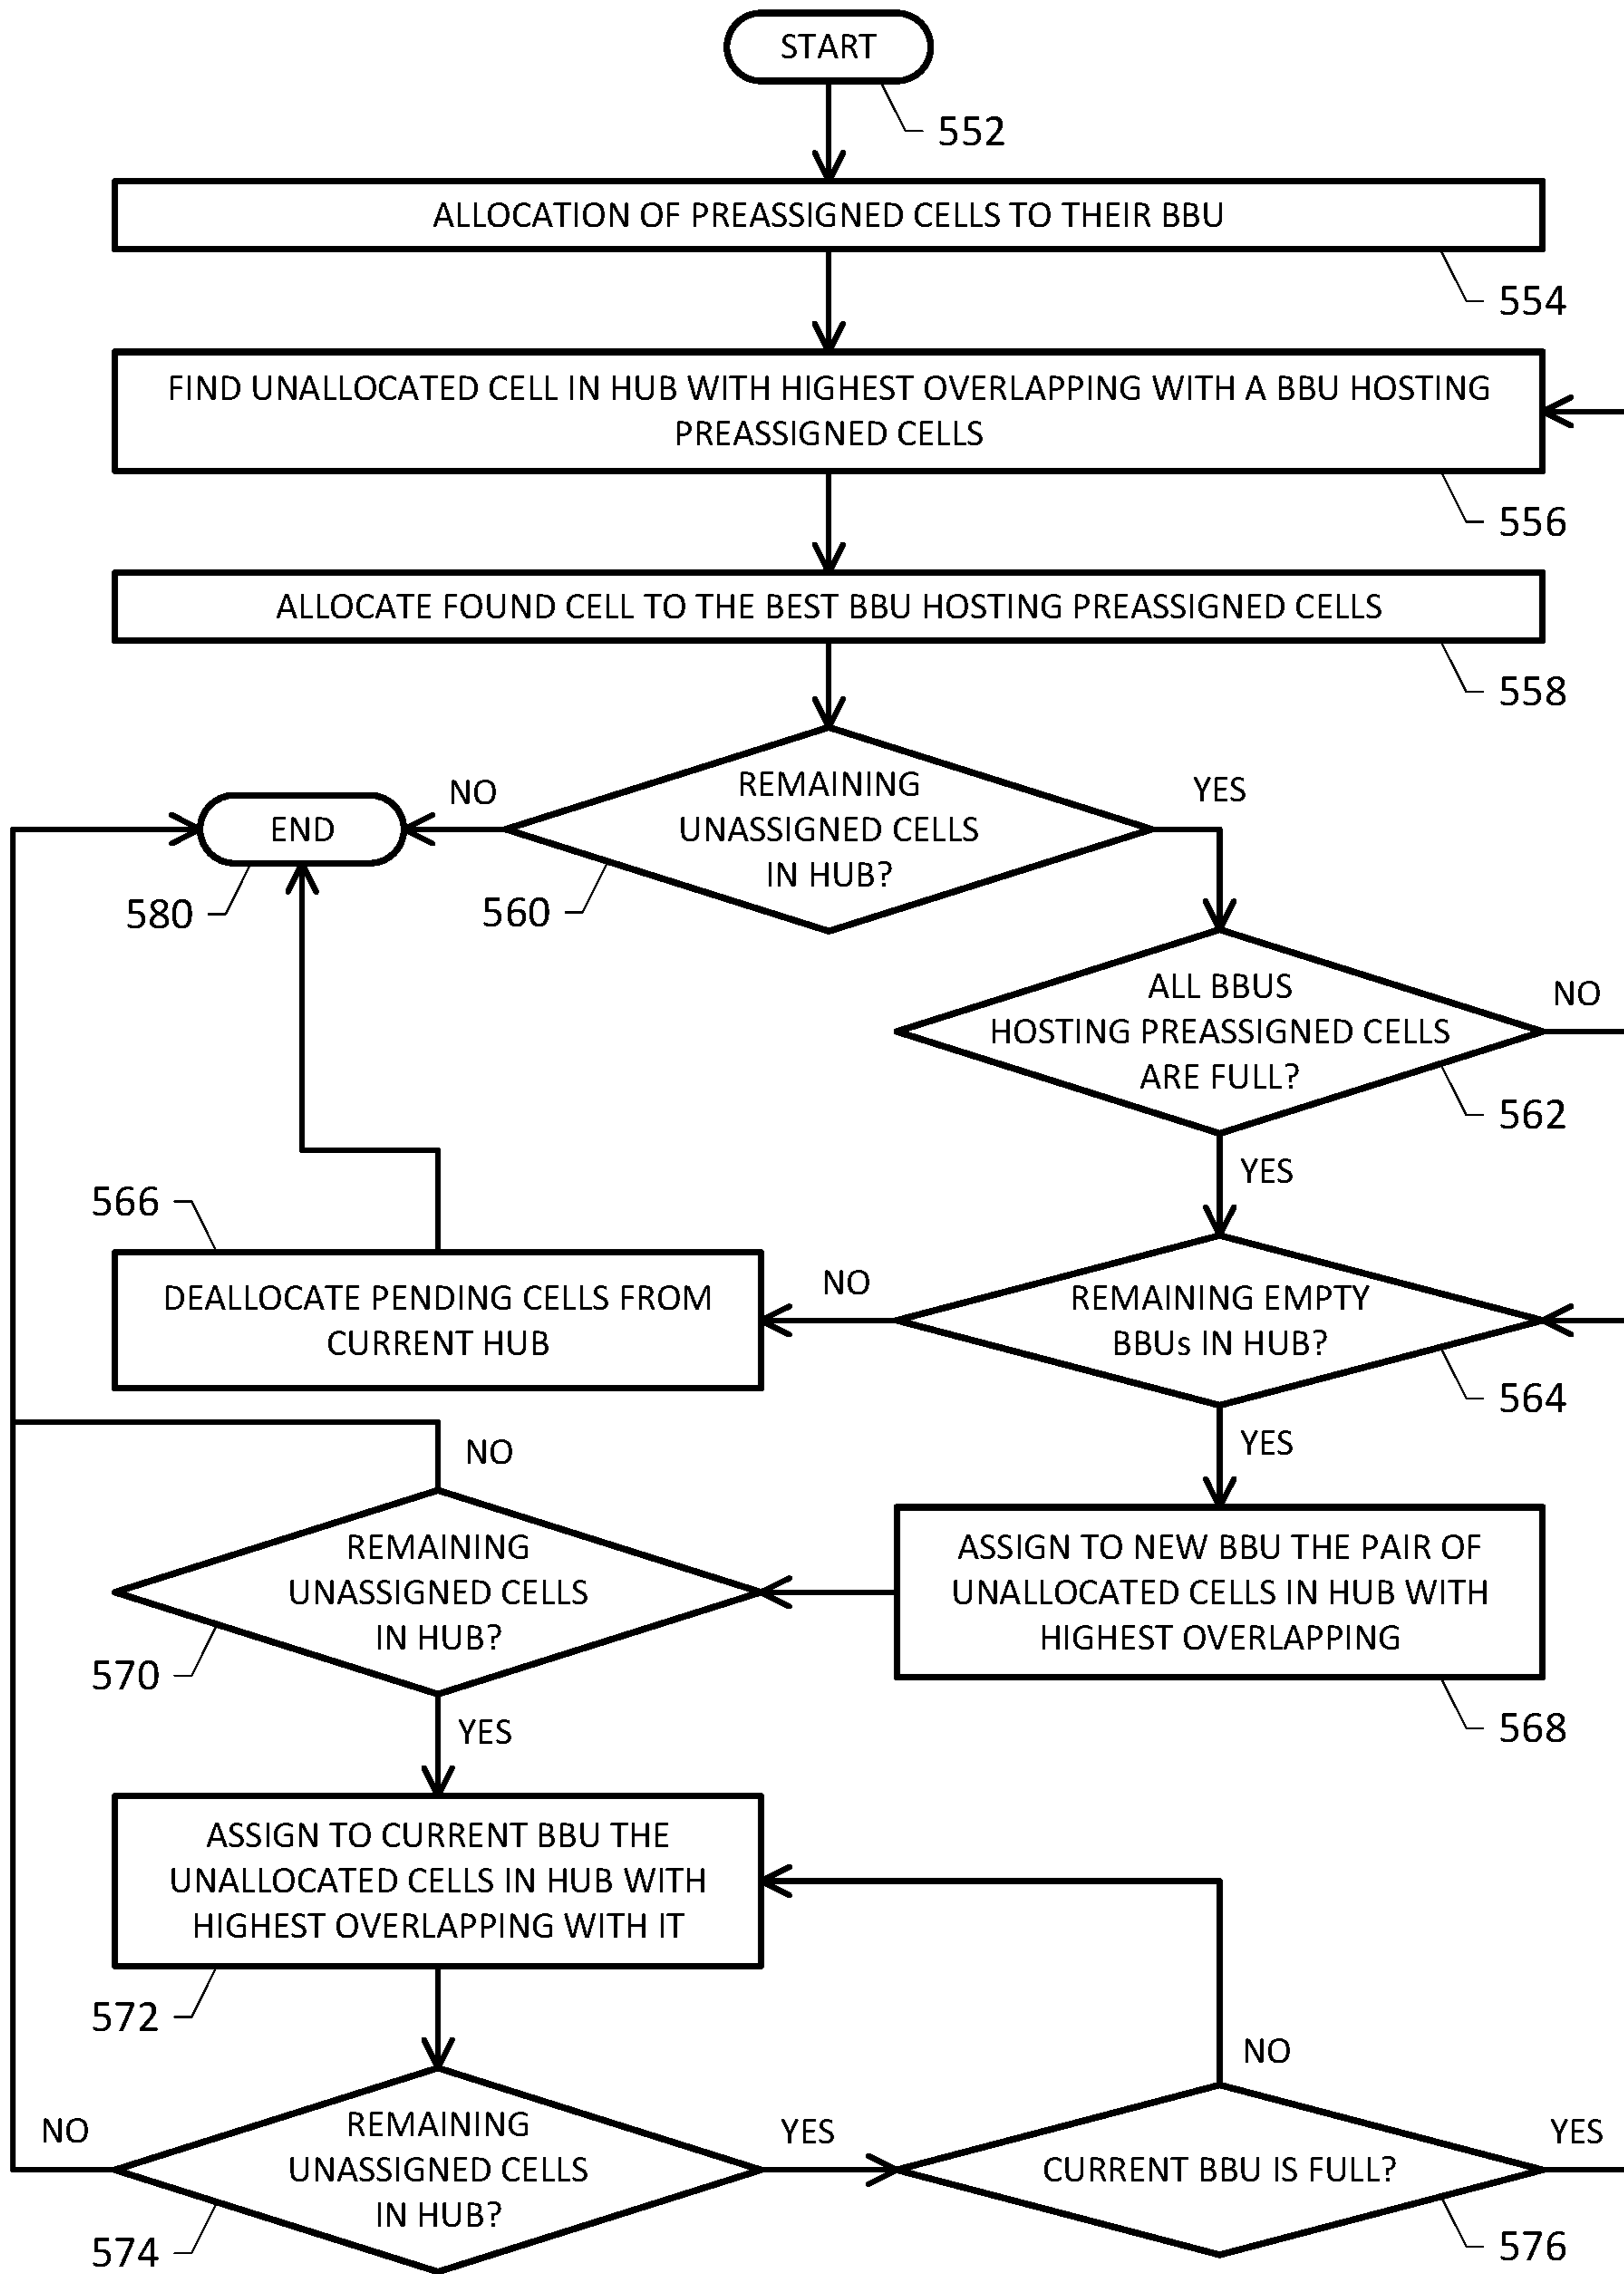 START
552
ALLOCATION OF PREASSIGNED CELLS TO THEIR BBU
554
FIND UNALLOCATED CELL IN HUB WITH HIGHEST OVERLAPPING WITH A BBU HOSTING
PREASSIGNED CELLS
556
ALLOCATE FOUND CELL TO THE BEST BBU HOSTING PREASSIGNED CELLS
558
REMAINING
UNASSIGNED CELLS
IN HUB?
NO
YES
END
580
560
ALL BBUS
HOSTING PREASSIGNED CELLS
ARE FULL?
NO
562
YES
566
DEALLOCATE PENDING CELLS FROM
CURRENT HUB
NO
REMAINING EMPTY
BBUs IN HUB?
564
YES
NO
REMAINING
UNASSIGNED CELLS
IN HUB?
570
ASSIGN TO NEW BBU THE PAIR OF
UNALLOCATED CELLS IN HUB WITH
HIGHEST OVERLAPPING
568
YES
ASSIGN TO CURRENT BBU THE
UNALLOCATED CELLS IN HUB WITH
HIGHEST OVERLAPPING WITH IT
572
NO
NO
REMAINING
UNASSIGNED CELLS
IN HUB?
574
YES
CURRENT BBU IS FULL?
YES
576